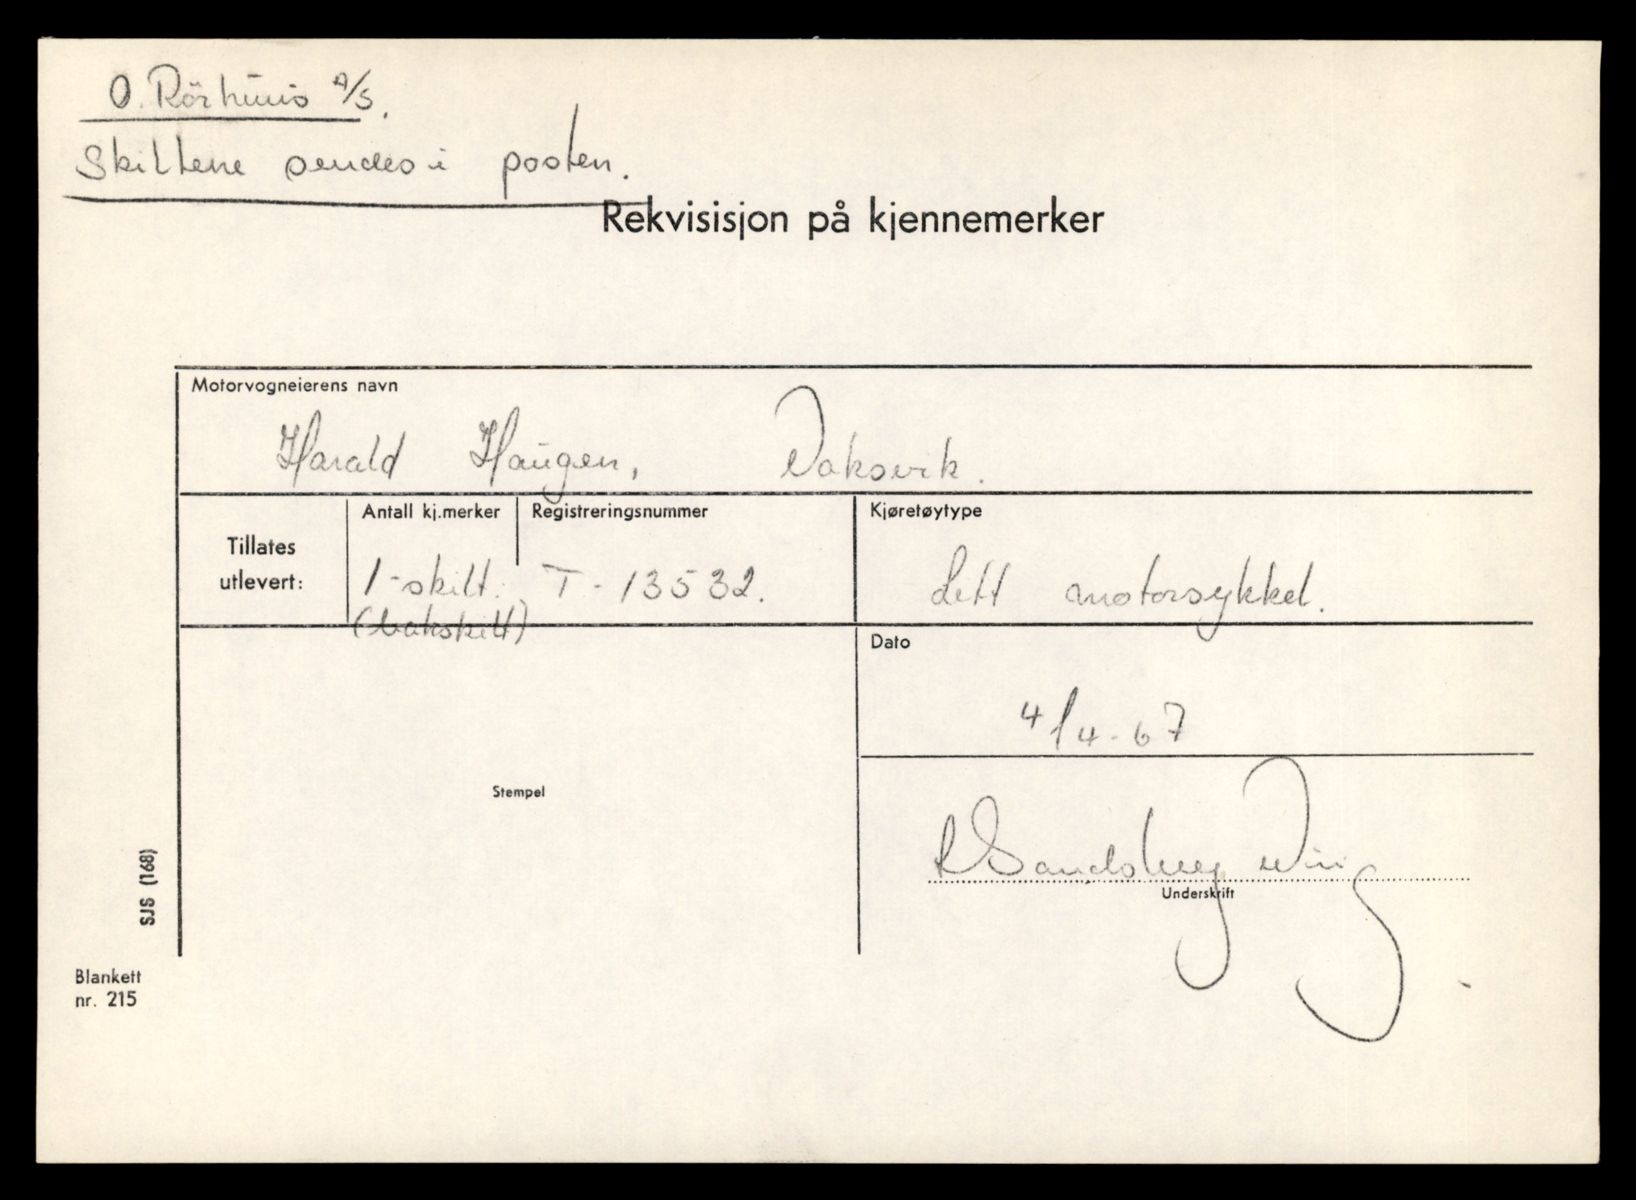 O. Rörhuus A/S.
Skiltene sendes i posten.
Rekvisisjon på kjennemerker
Motorvogneierens navn
Harald Haugen, Vaksvik.
Tillates utlevert:
Antall kj.merker
1-skilt.
(bakskilt)
Registreringsnummer
T-13532.
Kjøretøytype
Lett motorsykkel.
Dato
4/4-67
Stempel
Underskrift
SJS (168)
Blankett
nr. 215